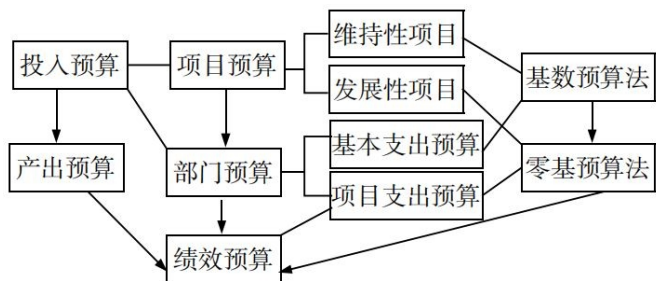 维持性项目
投入预算
项目预算
基数预算法
发展性项目
基本支出预算
产出预算
部门预算
零基预算法
项目支出预算
绩效预算